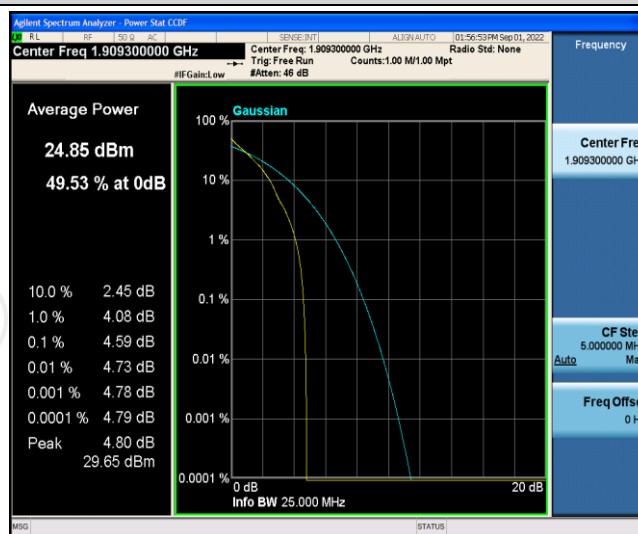 Agilent Spectrum Analyzer - Power Stat CCDF
RL RF 50 Ω AC SENSE:INT ALIGN AUTO 01:56:53 PM Sep 01, 2022
Center Freq 1.909300000 GHz
Center Freq: 1.909300000 GHz Radio Std: None
Trig: Free Run Counts:1.00 M/1.00 Mpt
#IFGain:Low #Atten: 46 dB
Frequency
Average Power
24.85 dBm
49.53 % at 0dB
10.0 % 2.45 dB
1.0 % 4.08 dB
0.1 % 4.59 dB
0.01 % 4.73 dB
0.001 % 4.78 dB
0.0001 % 4.79 dB
Peak 4.80 dB
29.65 dBm
Gaussian
100 %
10 %
1 %
0.1 %
0.01 %
0.001 %
0.0001 %
0 dB 20 dB
Info BW 25.000 MHz
Center Fre
1.909300000 GH
CF Ste
5.000000 MH
Auto Ma
Freq Offs
0 H
MSG STATUS